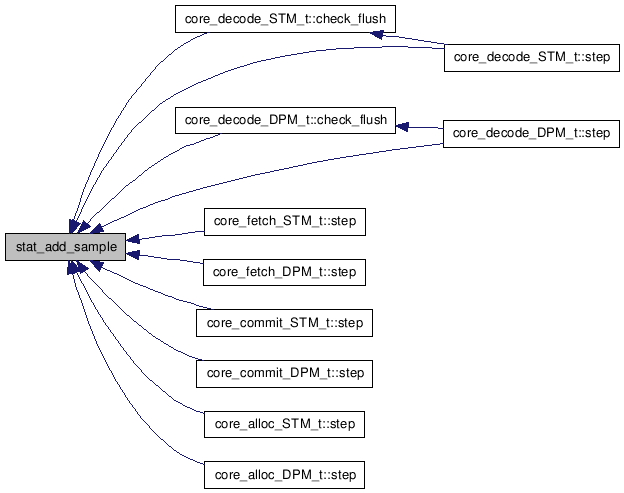 core_decode_STM_t::check_flush
core_decode_STM_t::step
core_decode_DPM_t::check_flush
core_decode_DPM_t::step
core_fetch_STM_t::step
stat_add_sample
core_fetch_DPM_t::step
core_commit_STM_t::step
core_commit_DPM_t::step
core_alloc_STM_t::step
core_alloc_DPM_t::step